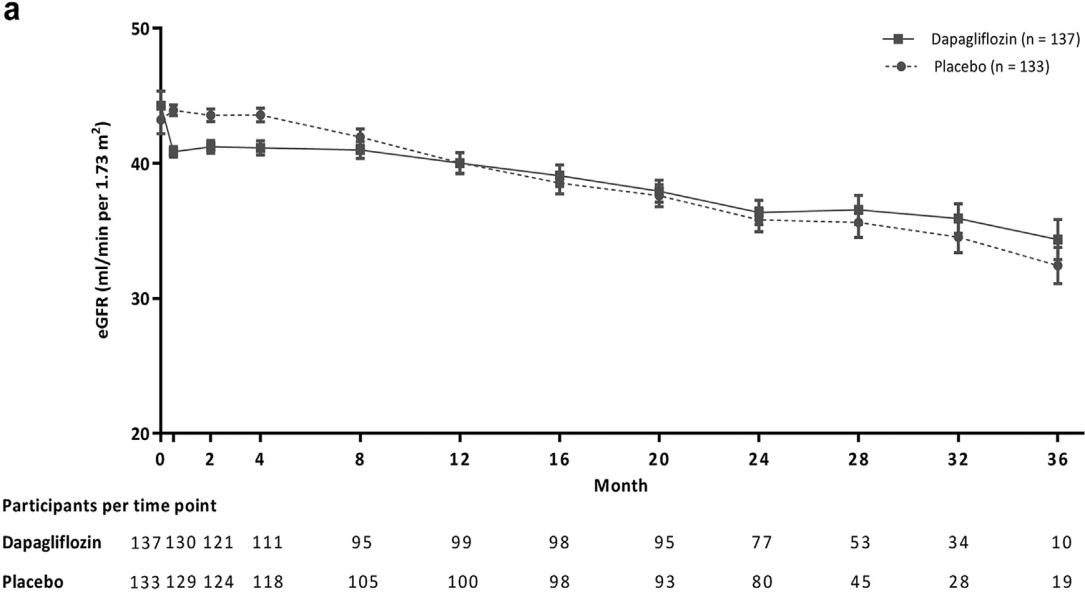 a
50
40
30
20
eGFR (ml/min per 1.73 m²)
Dapagliflozin (n = 137)
Placebo (n = 133)
0 2 4 8 12 16 20 24 28 32 36
Month
Participants per time point
Dapagliflozin 137 130 121 111 95 99 98 95 77 53 34 10
Placebo 133 129 124 118 105 100 98 93 80 45 28 19